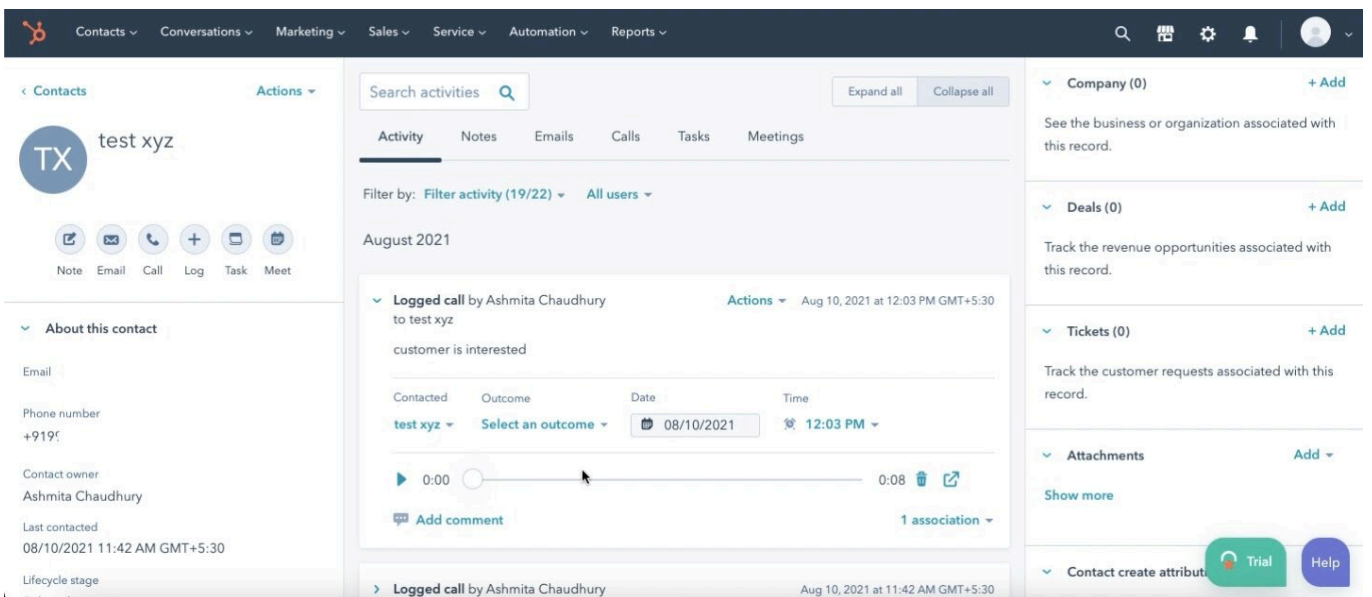 Contacts Conversations Marketing Sales Service Automation Reports
Contacts
Actions
TX
test xyz
Note Email Call Log Task Meet
About this contact
Email
Phone number
Contact owner
Ashmita Chaudhury
Last contacted
08/10/2021 11:42 AM GMT+5:30
Lifecycle stage
Search activities
Expand all Collapse all
Activity Notes Emails Calls Tasks Meetings
Filter by: Filter activity (19/22) All users
August 2021
Logged call by Ashmita Chaudhury Actions Aug 10, 2021 at 12:03 PM GMT+5:30
to test xyz
customer is interested
Contacted Outcome Date Time
test xyz Select an outcome 08/10/2021 12:03 PM
0:00 0:08
Add comment 1 association
Logged call by Ashmita Chaudhury Aug 10, 2021 at 11:42 AM GMT+5:30
Company (0) + Add
See the business or organization associated with
this record.
Deals (0) + Add
Track the revenue opportunities associated with
this record.
Tickets (0) + Add
Track the customer requests associated with this
record.
Attachments Add
Show more
Contact create
Trial
Help